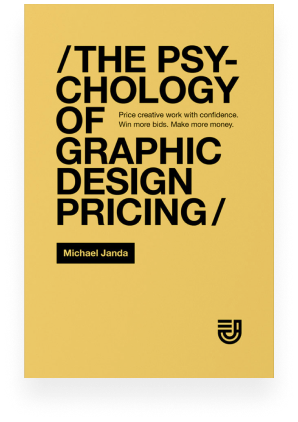 /THE PSY-
CHOLOGY
OF
Price creative work with confidence.
Win more bids. Make more money.
GRAPHIC
DESIGN
PRICING/
Michael Janda